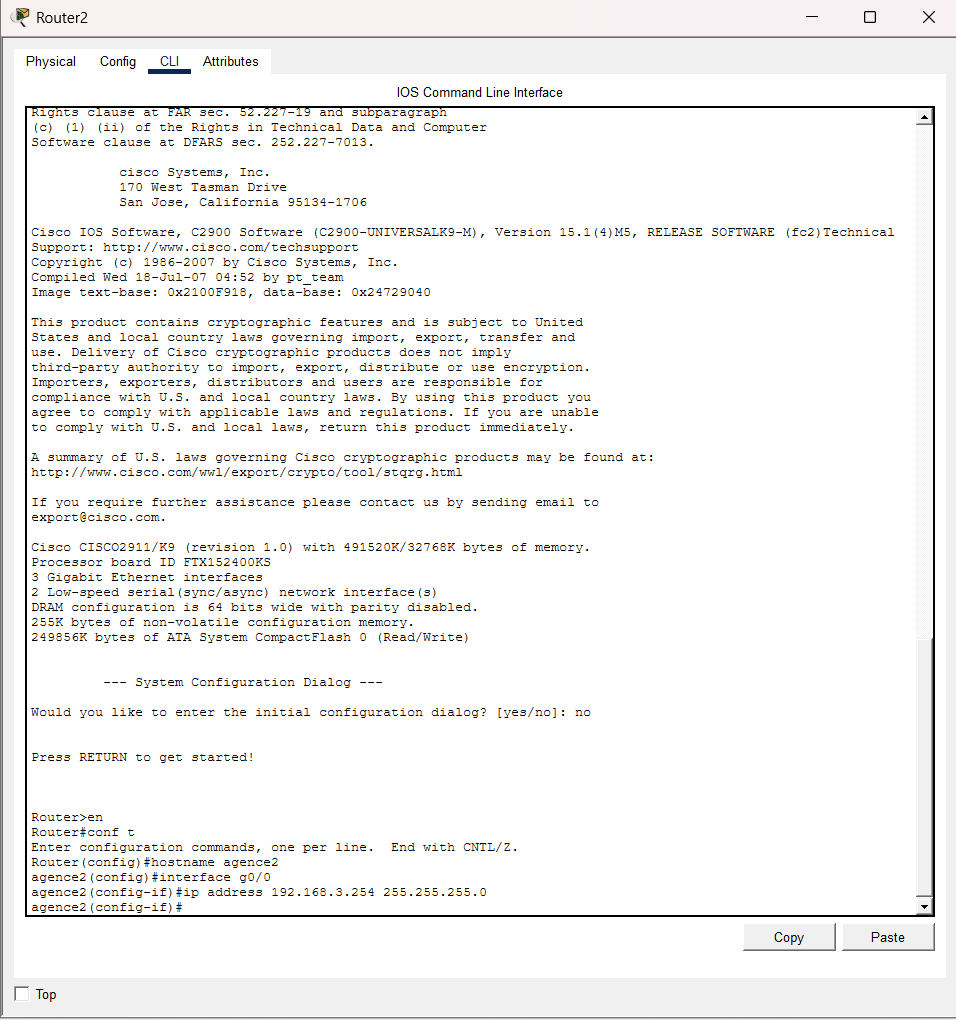 Router2
Physical Config CLI Attributes
IOS Command Line Interface
Rights clause at FAR sec. 52.227-19 and subparagraph
(c) (1) (ii) of the Rights in Technical Data and Computer
Software clause at DFARS sec. 252.227-7013.
cisco Systems, Inc.
170 West Tasman Drive
San Jose, California 95134-1706
Cisco IOS Software, C2900 Software (C2900-UNIVERSALK9-M), Version 15.1(4)M5, RELEASE SOFTWARE (fc2)Technical
Support: http://www.cisco.com/techsupport
Copyright (c) 1986-2007 by Cisco Systems, Inc.
Compiled Wed 18-Jul-07 04:52 by pt_team
Image text-base: 0x2100F918, data-base: 0x24729040
This product contains cryptographic features and is subject to United
States and local country laws governing import, export, transfer and
use. Delivery of Cisco cryptographic products does not imply
third-party authority to import, export, distribute or use encryption.
Importers, exporters, distributors and users are responsible for
compliance with U.S. and local country laws. By using this product you
agree to comply with applicable laws and regulations. If you are unable
to comply with U.S. and local laws, return this product immediately.
A summary of U.S. laws governing Cisco cryptographic products may be found at:
http://www.cisco.com/wwl/export/crypto/tool/stqrg.html
If you require further assistance please contact us by sending email to
export@cisco.com.
Cisco CISCO2911/K9 (revision 1.0) with 491520K/32768K bytes of memory.
Processor board ID FTX152400KS
3 Gigabit Ethernet interfaces
2 Low-speed serial(sync/async) network interface(s)
DRAM configuration is 64 bits wide with parity disabled.
255K bytes of non-volatile configuration memory.
249856K bytes of ATA System CompactFlash 0 (Read/Write)
--- System Configuration Dialog ---
Would you like to enter the initial configuration dialog? [yes/no]: no
Press RETURN to get started!
Router>en
Router#conf t
Enter configuration commands, one per line.  End with CNTL/Z.
Router(config)#hostname agence2
agence2(config)#interface g0/0
agence2(config-if)#ip address 192.168.3.254 255.255.255.0
agence2(config-if)#
Copy Paste
Top